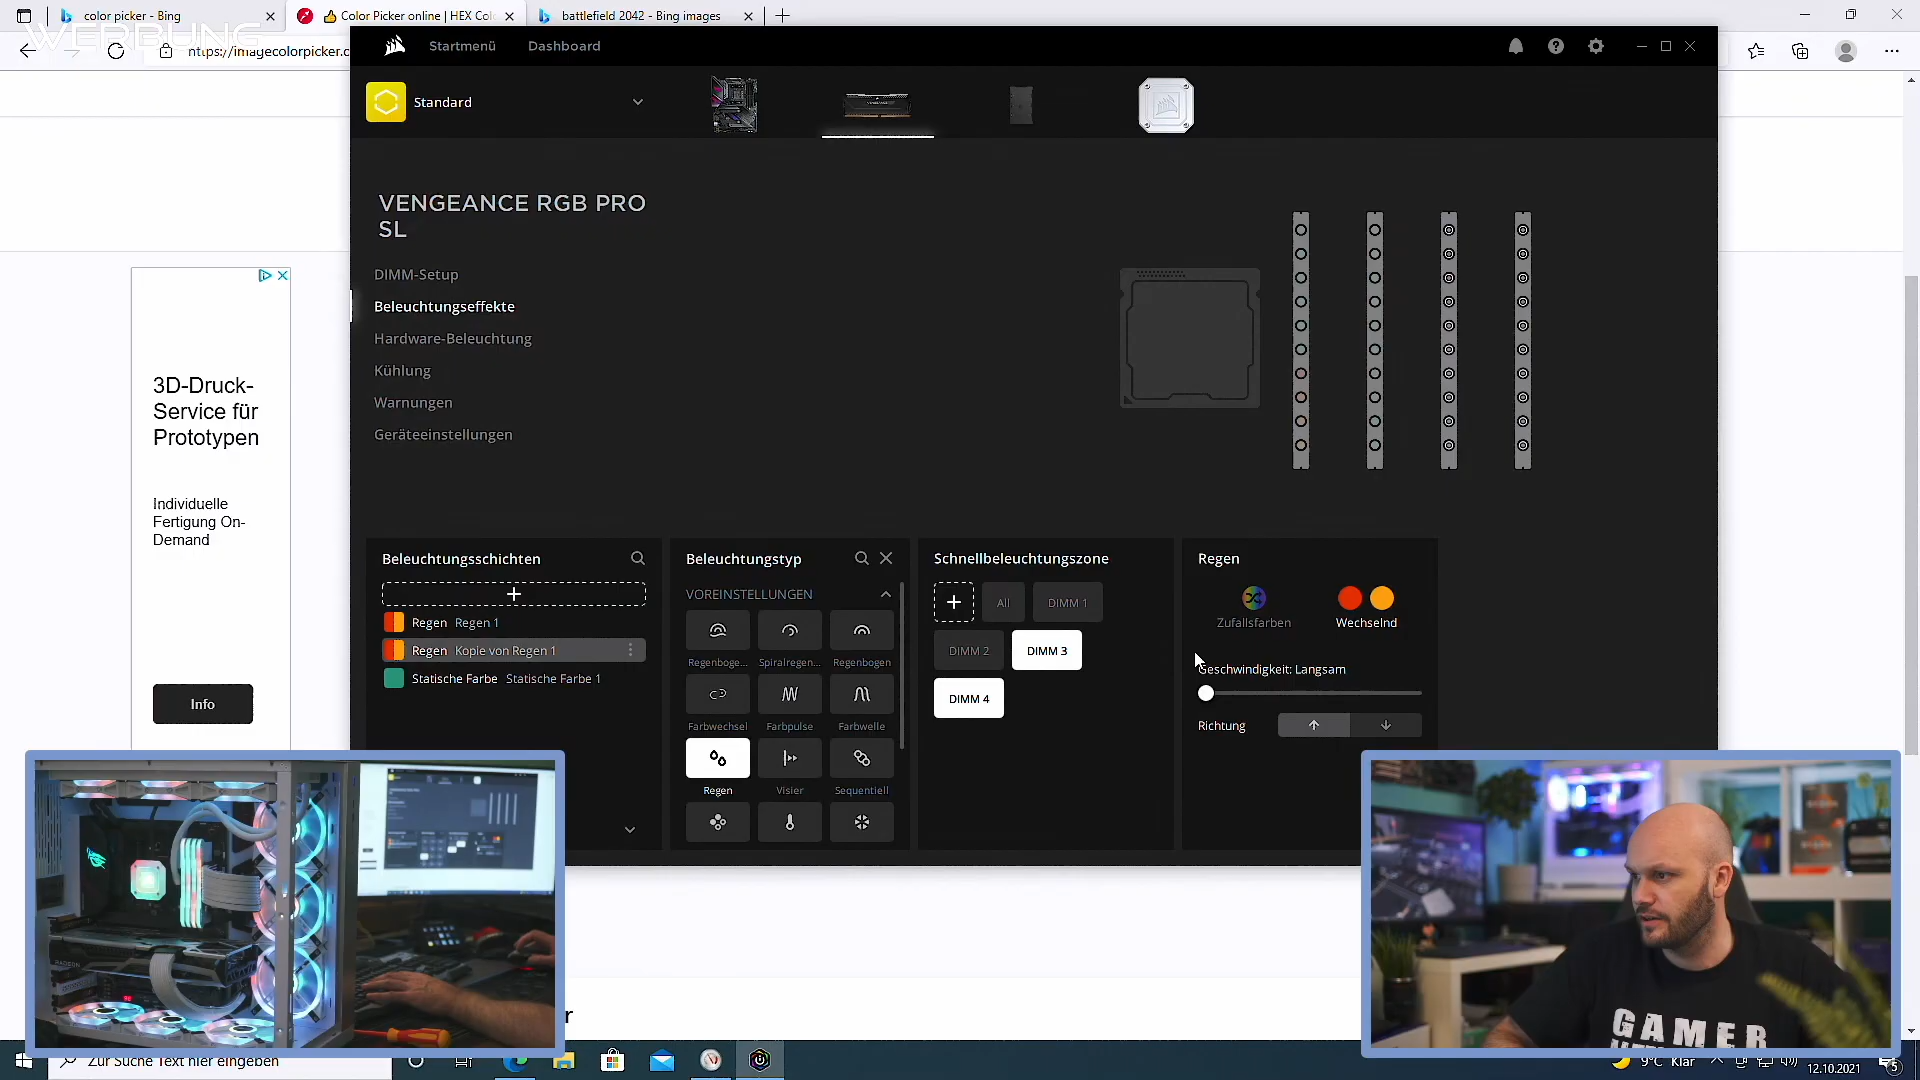 color picker - Bing
Color Picker online | HEX Col
battlefield 2042 - Bing images
WERBUNG
https://imagecolorpicker.c
Startmenü
Dashboard
Standard
VENGEANCE RGB PRO
SL
DIMM-Setup
Beleuchtungseffekte
Hardware-Beleuchtung
Kühlung
Warnungen
Geräteeinstellungen
3D-Druck-
Service für
Prototypen
Individuelle
Fertigung On-
Demand
Info
Beleuchtungsschichten
Regen Regen 1
Regen Kopie von Regen 1
Statische Farbe Statische Farbe 1
Beleuchtungstyp
VOREINSTELLUNGEN
Regenboge...
Spiralregen...
Regenbogen
Farbwechsel
Farbpulse
Farbwelle
Regen
Visier
Sequentiell
Schnellbeleuchtungszone
All
DIMM 1
DIMM 2
DIMM 3
DIMM 4
Regen
Zufallsfarben
Wechselnd
Geschwindigkeit: Langsam
Richtung
RADEON
GAMER
r
Zur Suche Text hier eingeben
9°C Klar
12.10.2021
5